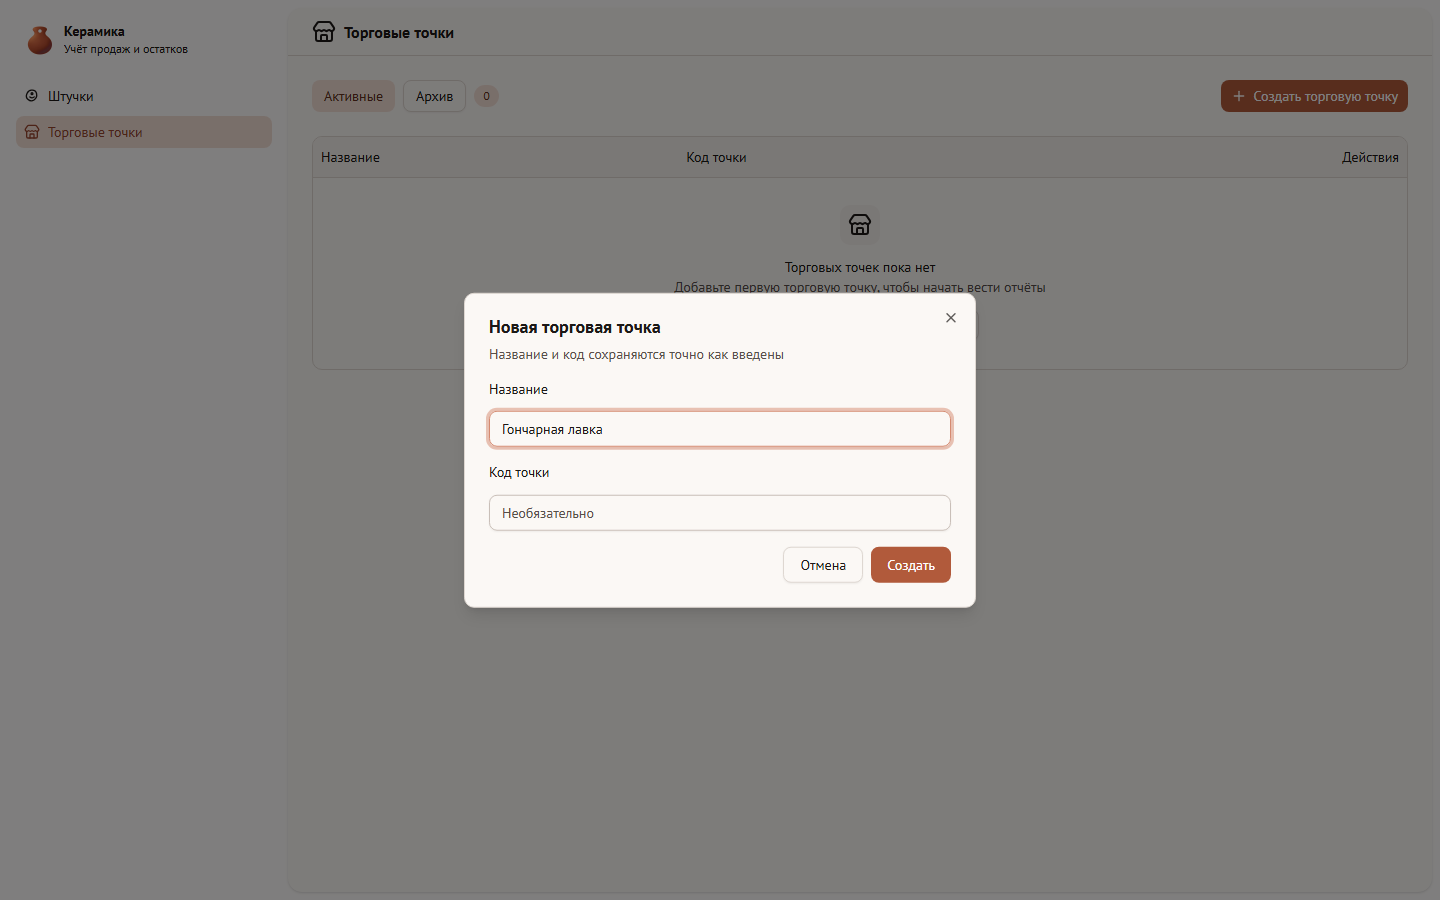 Керамика
Учёт продаж и остатков
Штучки
Торговые точки
Торговые точки
Активные
Архив
0
Создать торговую точку
Название
Код точки
Действия
Торговых точек пока нет
Добавьте первую торговую точку, чтобы начать вести отчёты
Новая торговая точка
Название и код сохраняются точно как введены
Название
Гончарная лавка
Код точки
Необязательно
Отмена
Создать